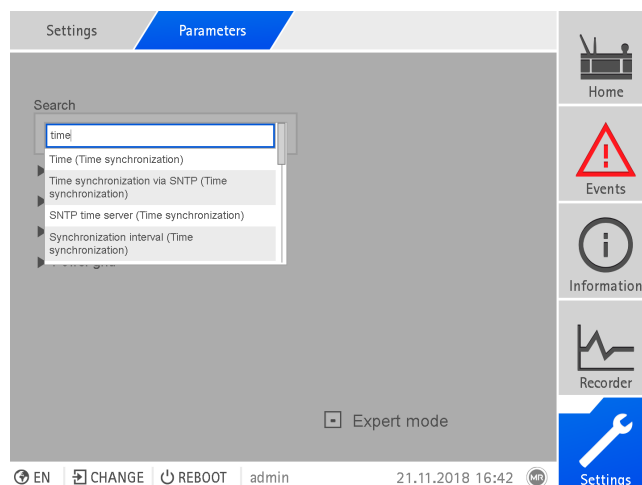 Settings
Parameters
Search
time
Time (Time synchronization)
Time synchronization via SNTP (Time
synchronization)
SNTP time server (Time synchronization)
Synchronization interval (Time
synchronization)
Expert mode
EN
CHANGE
REBOOT
admin
21.11.2018 16:42
MR
Home
Events
Information
Recorder
Settings